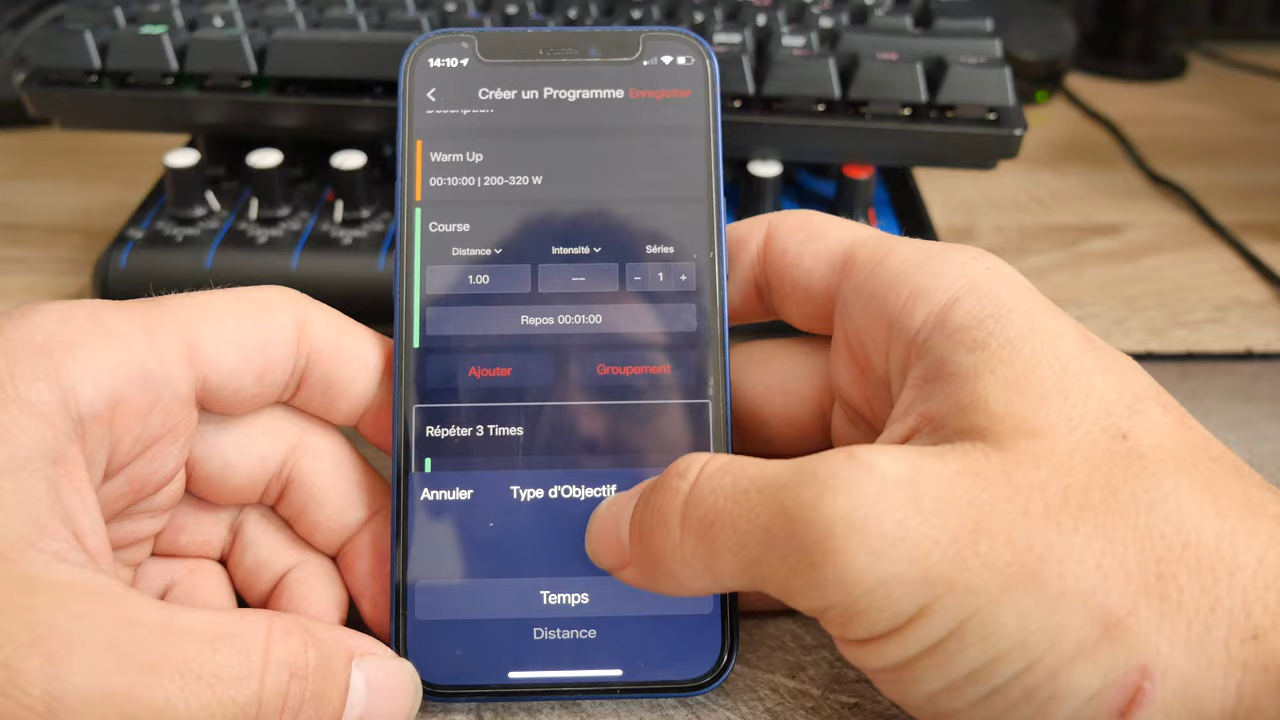 14:10
Créer un Programme Enregistrer
Description
Warm Up
00:10:00 | 200-320 W
Course
Distance Intensité Séries
1.00 --- - 1 +
Repos 00:01:00
Ajouter Groupement
Répéter 3 Times
Annuler Type d'Objectif
Temps
Distance